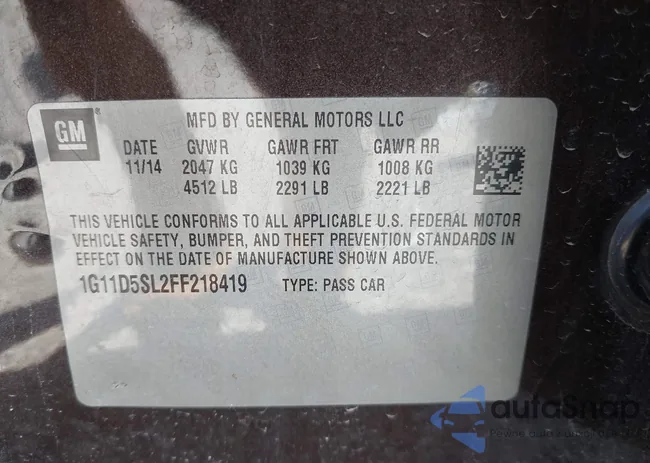 GM
MFD BY GENERAL MOTORS LLC
DATE GVWR GAWR FRT GAWR RR
11/14 2047 KG 1039 KG 1008 KG
4512 LB 2291 LB 2221 LB
THIS VEHICLE CONFORMS TO ALL APPLICABLE U.S. FEDERAL MOTOR
VEHICLE SAFETY, BUMPER, AND THEFT PREVENTION STANDARDS IN
EFFECT ON THE DATE OF MANUFACTURE SHOWN ABOVE.
1G11D5SL2FF218419 TYPE: PASS CAR
autoSnap